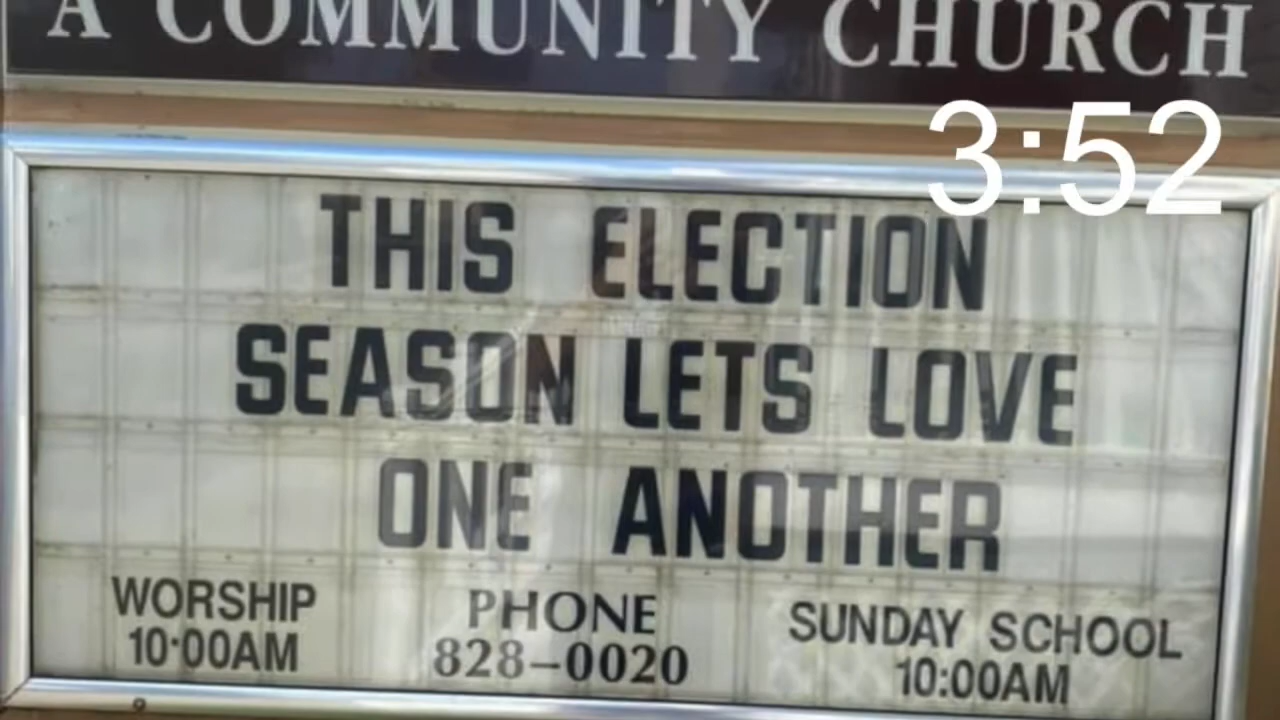 A COMMUNITY CHURCH
3:52
THIS ELECTION
SEASON LETS LOVE
ONE ANOTHER
WORSHIP
10:00AM
PHONE
828-0020
SUNDAY SCHOOL
10:00AM